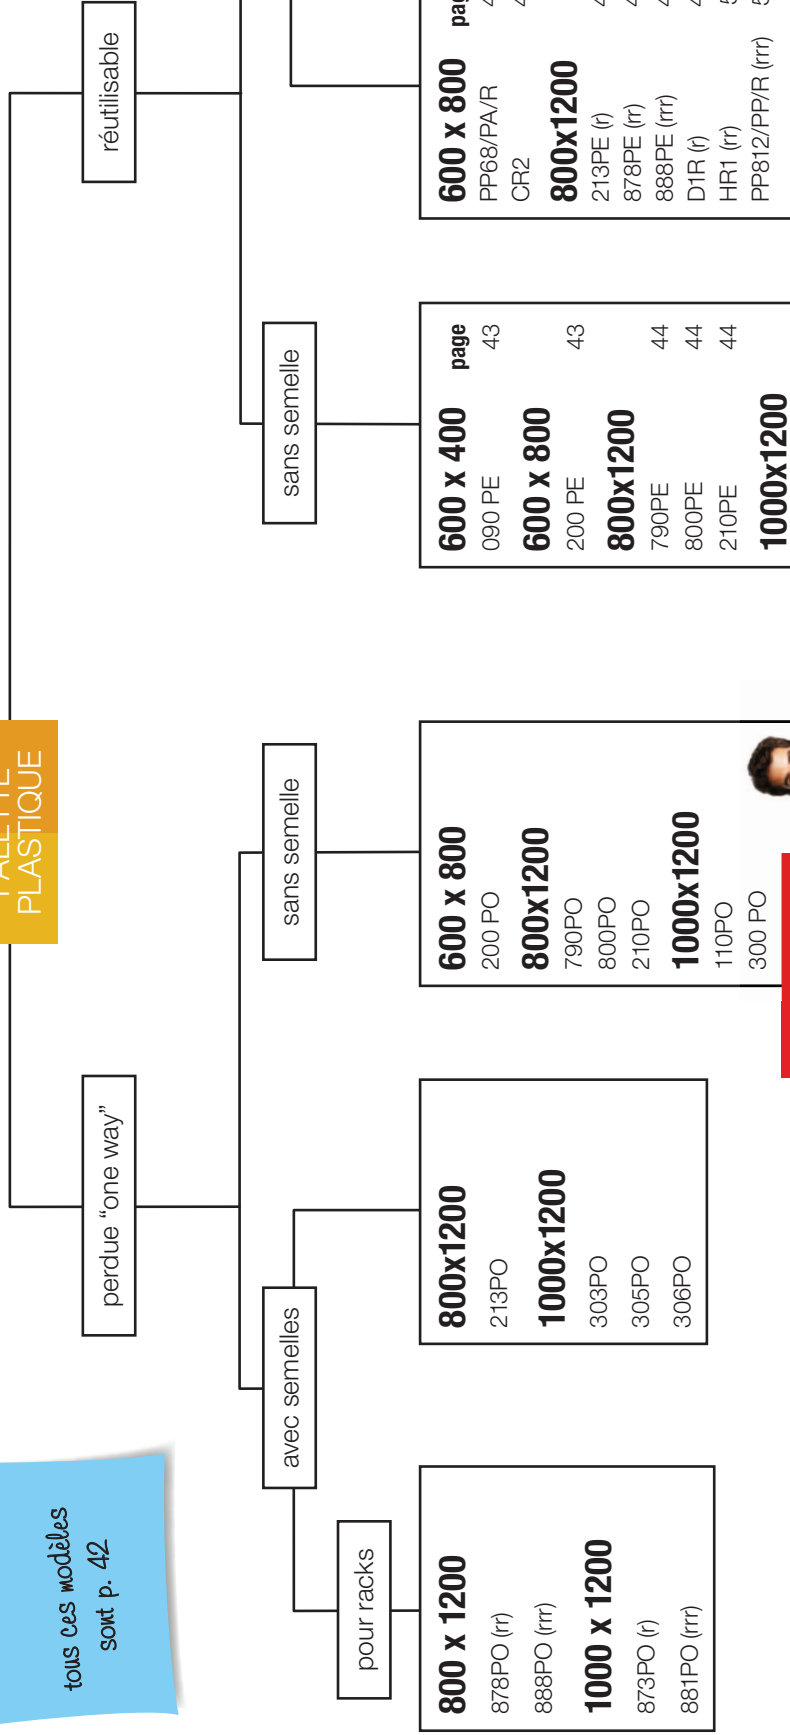 tous ces modèles
sont p. 42
PALETTE
PLASTIQUE
perdue “one way”
réutilisable
avec semelles
sans semelle
sans semelle
pour racks
800 x 1200
878PO (rr)
888PO (rrr)
1000 x 1200
873PO (r)
881PO (rrr)
800x1200
213PO
1000x1200
303PO
305PO
306PO
600 x 800
200 PO
800x1200
790PO
800PO
210PO
1000x1200
110PO
300 PO
600 x 400 page
090 PE 43
600 x 800
200 PE 43
800x1200
790PE 44
800PE 44
210PE 44
1000x1200
600 x 800
PP68/PA/R
CR2
800x1200
213PE (r)
878PE (rr)
888PE (rrr)
D1R (r)
HR1 (rr)
PP812/PP/R (rrr)